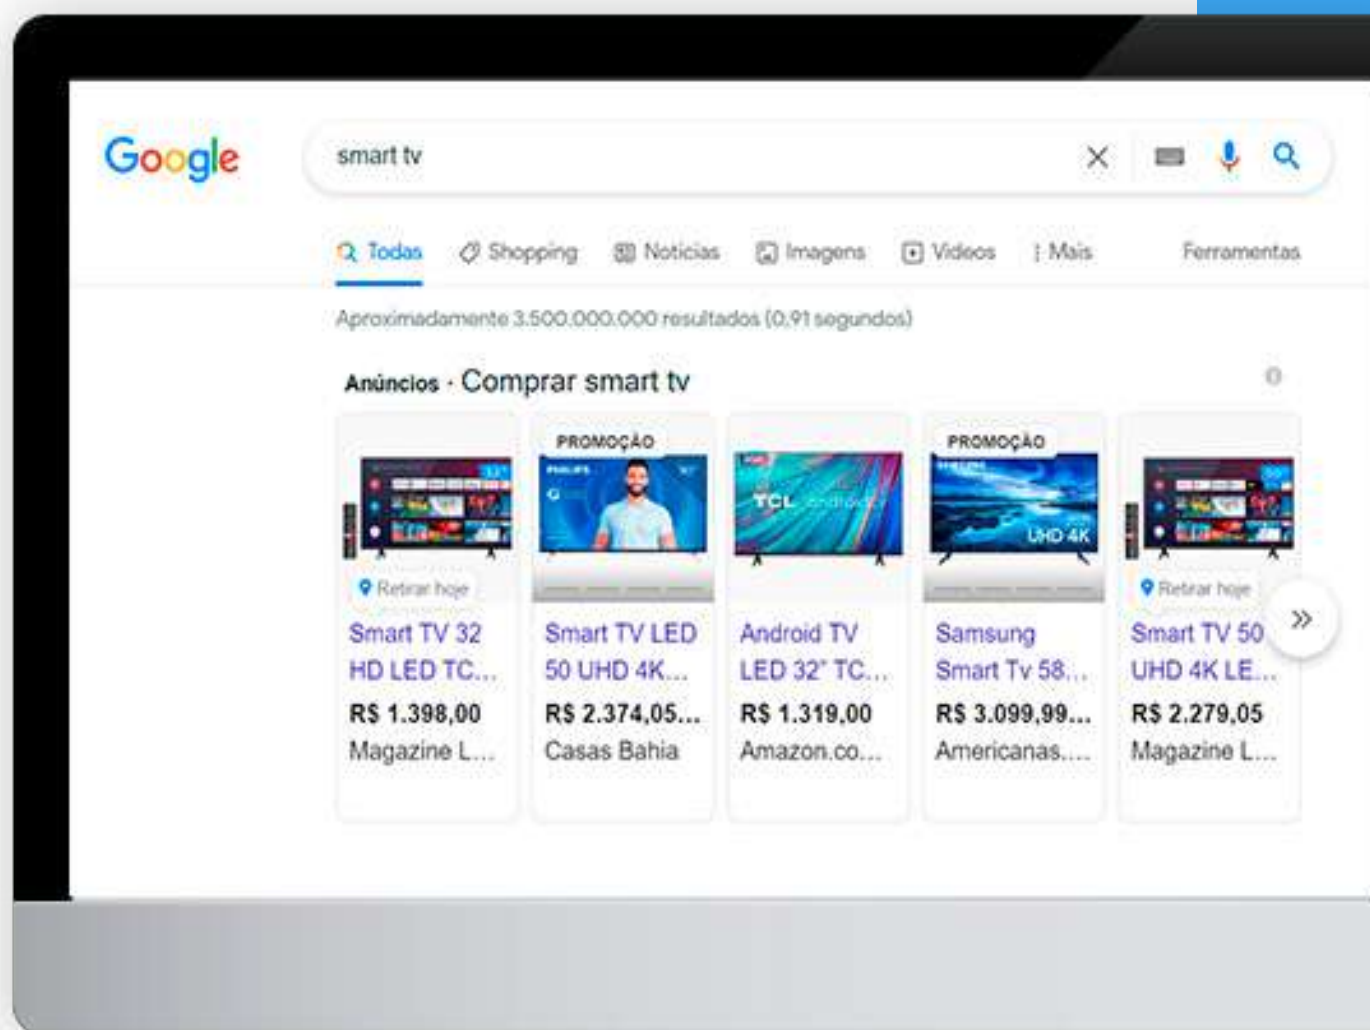 Google
smart tv
Todas Shopping Notícias Imagens Vídeos Mais Ferramentas
Aproximadamente 3.500.000.000 resultados (0,91 segundos)
Anúncios · Comprar smart tv
PROMOÇÃO PROMOÇÃO
PHILIPS
TCL android
SAMSUNG
UHD 4K
Retirar hoje Retirar hoje
Smart TV 32 Smart TV LED Android TV Samsung Smart TV 50
HD LED TC... 50 UHD 4K... LED 32" TC... Smart Tv 58... UHD 4K LE...
R$ 1.398,00 R$ 2.374,05... R$ 1.319,00 R$ 3.099,99... R$ 2.279,05
Magazine L... Casas Bahia Amazon.co... Americanas.... Magazine L...